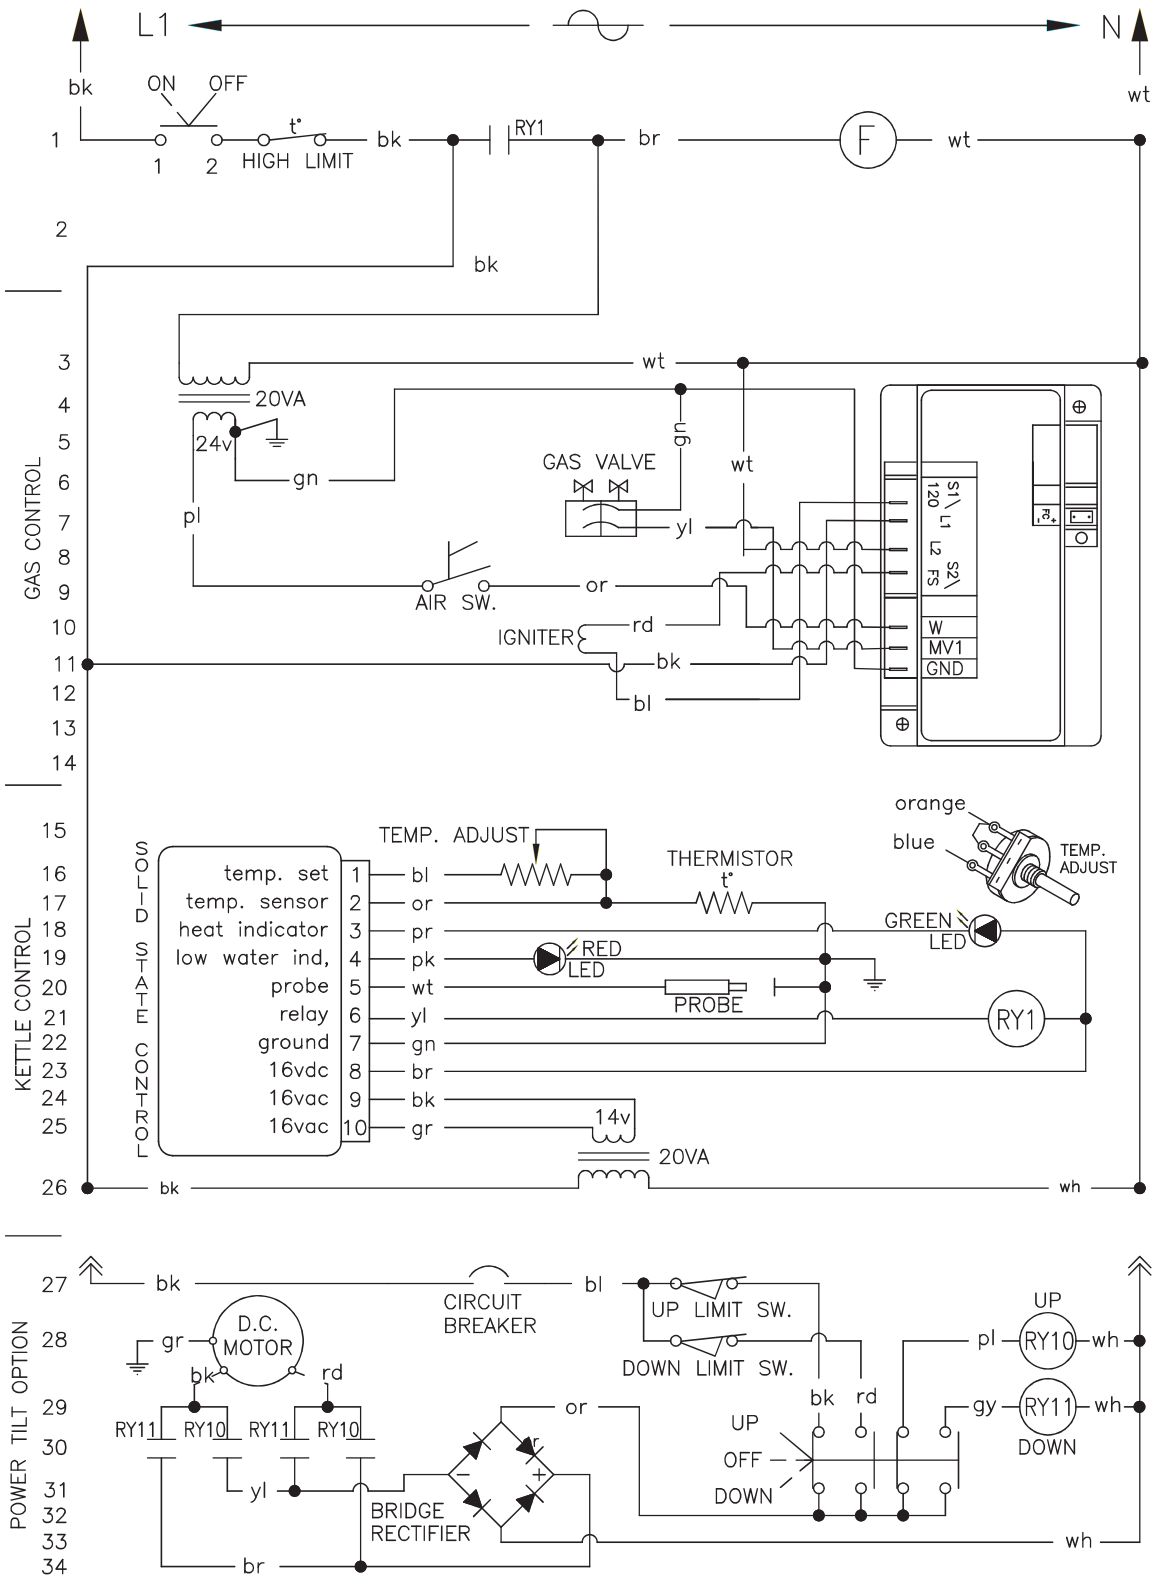 L1 N
bk
wt
ON OFF
1 t° bk RY1 br F wt
1 2 HIGH LIMIT
2
bk
3 wt
4 20VA
5 24v gn
GAS VALVE wt
6 gn
S1\
120
7 pl yl L1
FC
- +
8 L2
S2\
9 or FS
AIR SW.
10 IGNITER rd W
MV1
11 bk GND
12 bl
13
14
GAS CONTROL
orange
15 TEMP. ADJUST
blue
TEMP.
ADJUST
THERMISTOR
t°
16 temp. set 1 bl
17 temp. sensor 2 or
18 heat indicator 3 pr GREEN
LED
19 low water ind, 4 pk RED
LED
20 probe 5 wt PROBE
21 relay 6 yl RY1
22 ground 7 gn
23 16vdc 8 br
24 16vac 9 bk
14v
25 16vac 10 gr
20VA
26 bk wh
SOLID STATE CONTROL
KETTLE CONTROL
27 bk bl
CIRCUIT
BREAKER
UP LIMIT SW.
UP
28 gr D.C.
MOTOR
pl RY10 wh
DOWN LIMIT SW.
bk rd
bk rd
29 or gy RY11 wh
RY11 RY10 RY11 RY10
UP
DOWN
30 r
OFF
- +
31 yl
DOWN
BRIDGE
RECTIFIER
32
33 wh
34 br
POWER TILT OPTION